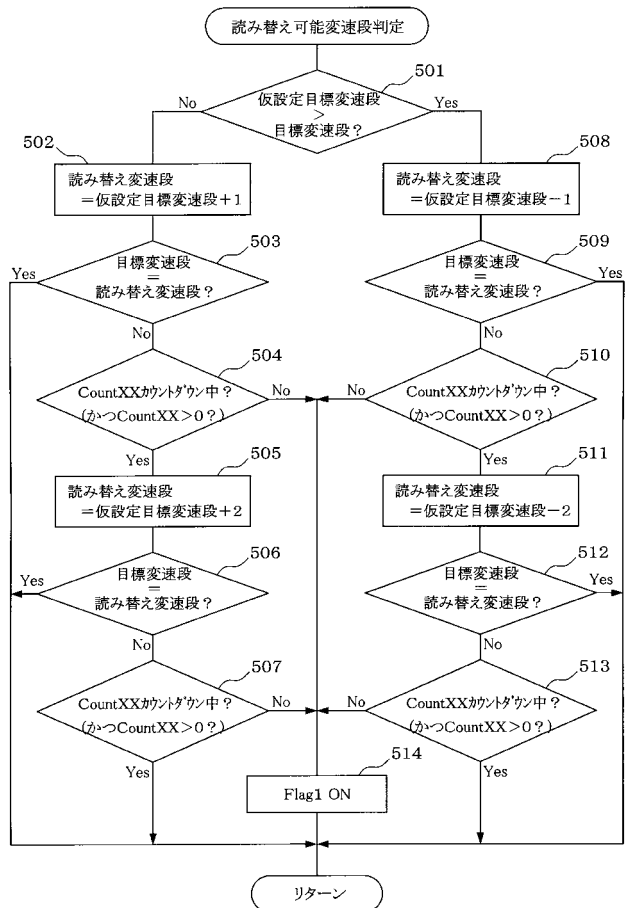 読み替え可能変速段判定
501
No
仮設定目標変速段
>
目標変速段?
Yes
502
読み替え変速段
=仮設定目標変速段+1
508
読み替え変速段
=仮設定目標変速段-1
503
Yes
目標変速段
=
読み替え変速段?
No
509
目標変速段
=
読み替え変速段?
Yes
No
504
CountXXカウントダウン中?
(かつCountXX>0?)
No
Yes
510
No
CountXXカウントダウン中?
(かつCountXX>0?)
Yes
505
読み替え変速段
=仮設定目標変速段+2
511
読み替え変速段
=仮設定目標変速段-2
506
Yes
目標変速段
=
読み替え変速段?
No
512
目標変速段
=
読み替え変速段?
Yes
No
507
CountXXカウントダウン中?
(かつCountXX>0?)
No
Yes
513
No
CountXXカウントダウン中?
(かつCountXX>0?)
Yes
514
Flag1 ON
リターン